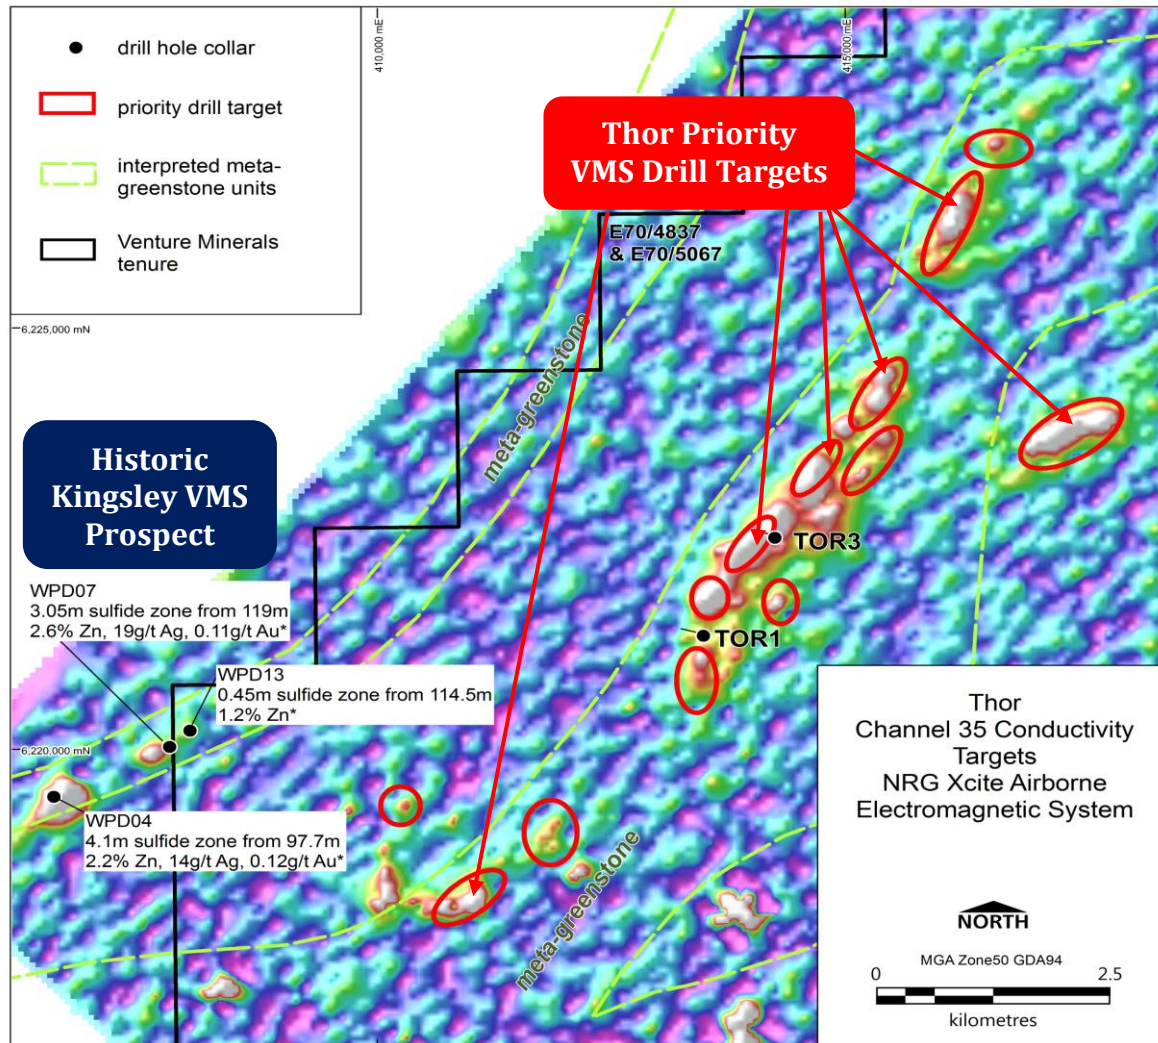 drill hole collar
priority drill target
interpreted meta-
greenstone units
Venture Minerals
tenure
410,000 mE
415,000 mE
Thor Priority
VMS Drill Targets
E70/4837
& E70/5067
6,225,000 mN
meta-greenstone
Historic
Kingsley VMS
Prospect
TOR3
WPD07
3.05m sulfide zone from 119m
2.6% Zn, 19g/t Ag, 0.11g/t Au*
TOR1
WPD13
0.45m sulfide zone from 114.5m
1.2% Zn*
6,220,000 mN
WPD04
4.1m sulfide zone from 97.7m
2.2% Zn, 14g/t Ag, 0.12g/t Au*
meta-greenstone
Thor
Channel 35 Conductivity
Targets
NRG Xcite Airborne
Electromagnetic System
NORTH
MGA Zone50 GDA94
0 2.5
kilometres